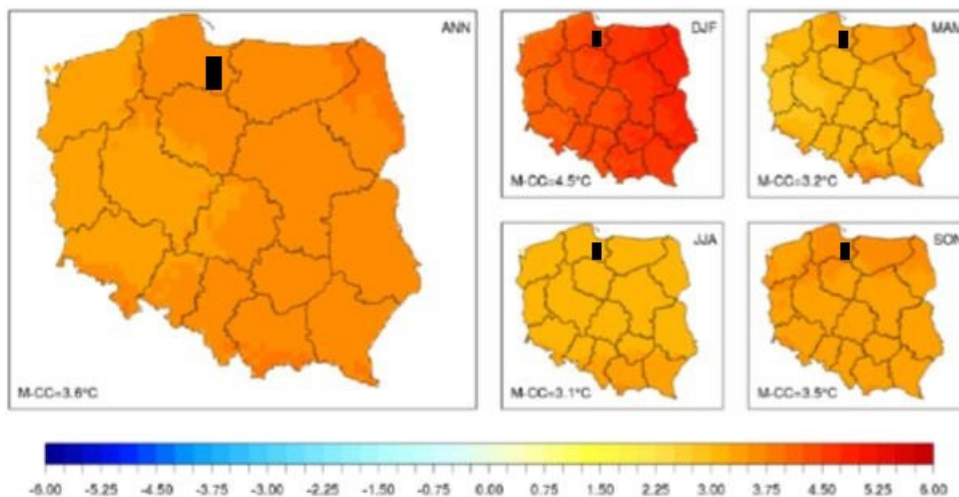 ANN
M-CC=3.6°C
DJF
M-CC=4.5°C
MAM
M-CC=3.2°C
JJA
M-CC=3.1°C
SON
M-CC=3.5°C
-6.00 -5.25 -4.50 -3.75 -3.00 -2.25 -1.50 -0.75 0.00 0.75 1.50 2.25 3.00 3.75 4.50 5.25 6.00